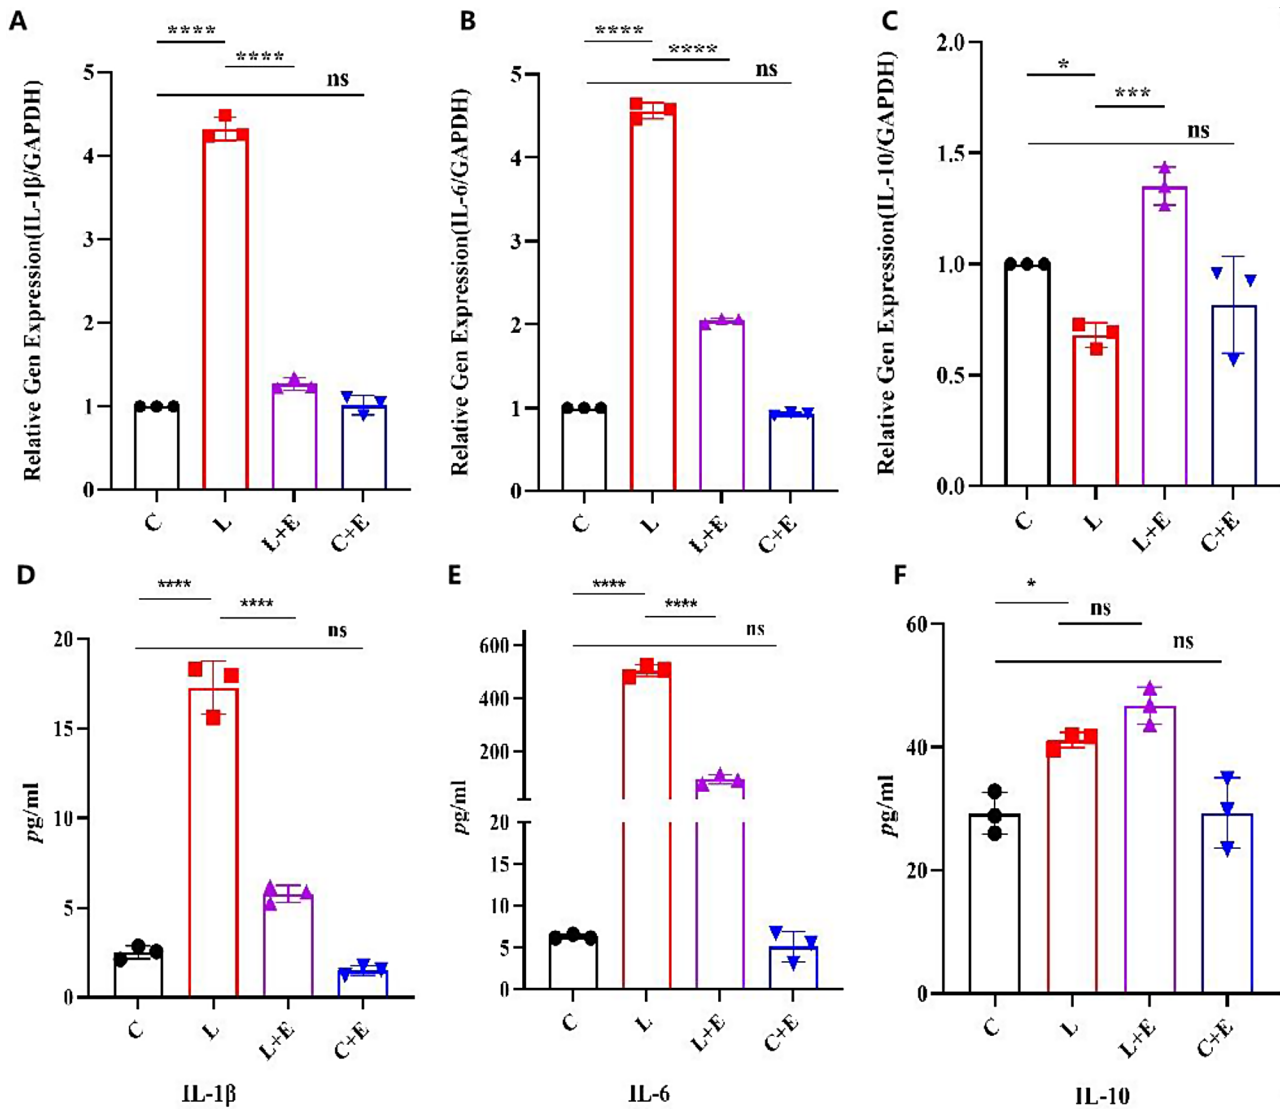 A
****
****
ns
Relative Gen Expression(IL-1β/GAPDH)
5
4
3
2
1
0
C
L
L+E
C+E
B
****
****
ns
Relative Gen Expression(IL-6/GAPDH)
5
4
3
2
1
0
C
L
L+E
C+E
C
*
***
ns
Relative Gen Expression(IL-10/GAPDH)
2.0
1.5
1.0
0.5
0.0
C
L
L+E
C+E
D
****
****
ns
pg/ml
20
15
10
5
0
C
L
L+E
C+E
IL-1β
E
****
****
ns
pg/ml
600
400
200
20
15
10
5
0
C
L
L+E
C+E
IL-6
F
*
ns
ns
pg/ml
60
40
20
0
C
L
L+E
C+E
IL-10